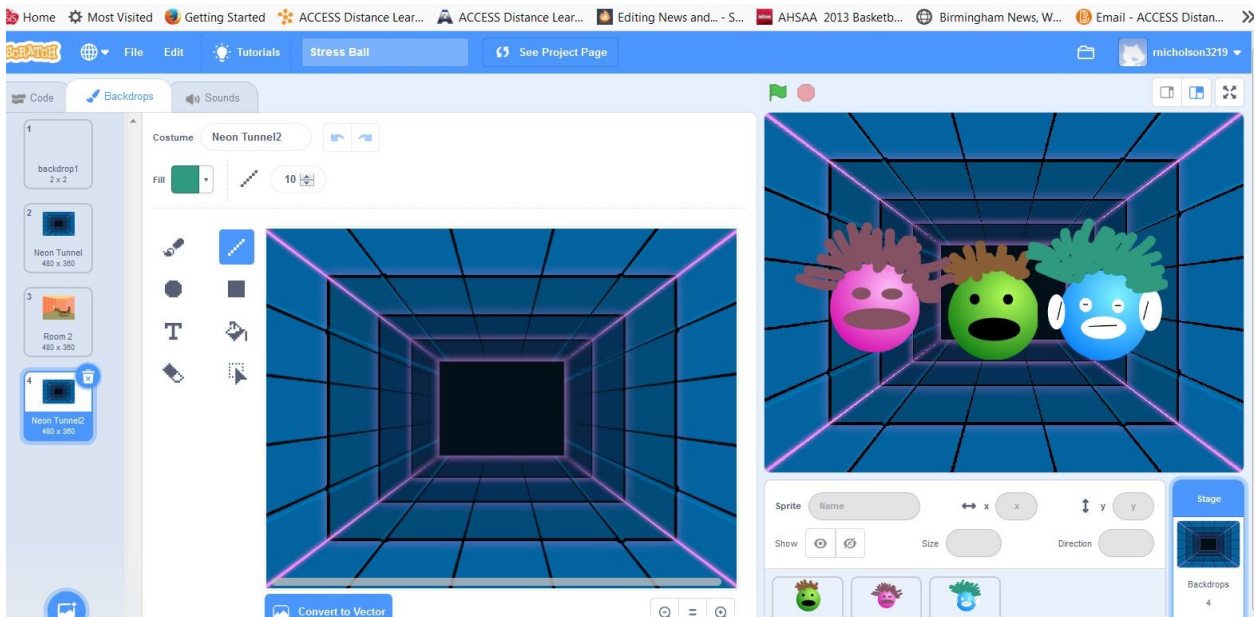 Home Most Visited Getting Started ACCESS Distance Lear... ACCESS Distance Lear... Editing News and... - S... AHSAA 2013 Basketb... Birmingham News, W... Email - ACCESS Distan...
SCRATCH File Edit Tutorials Stress Ball See Project Page rnicholson3219
Code Backdrops Sounds
1
backdrop1
2 x 2
2
Neon Tunnel
480 x 360
3
Room 2
480 x 360
4
Neon Tunnel2
480 x 360
Costume Neon Tunnel2
Fill 10
T
Convert to Vector
Sprite Name x x y y
Show Size Direction
Stage
Backdrops
4